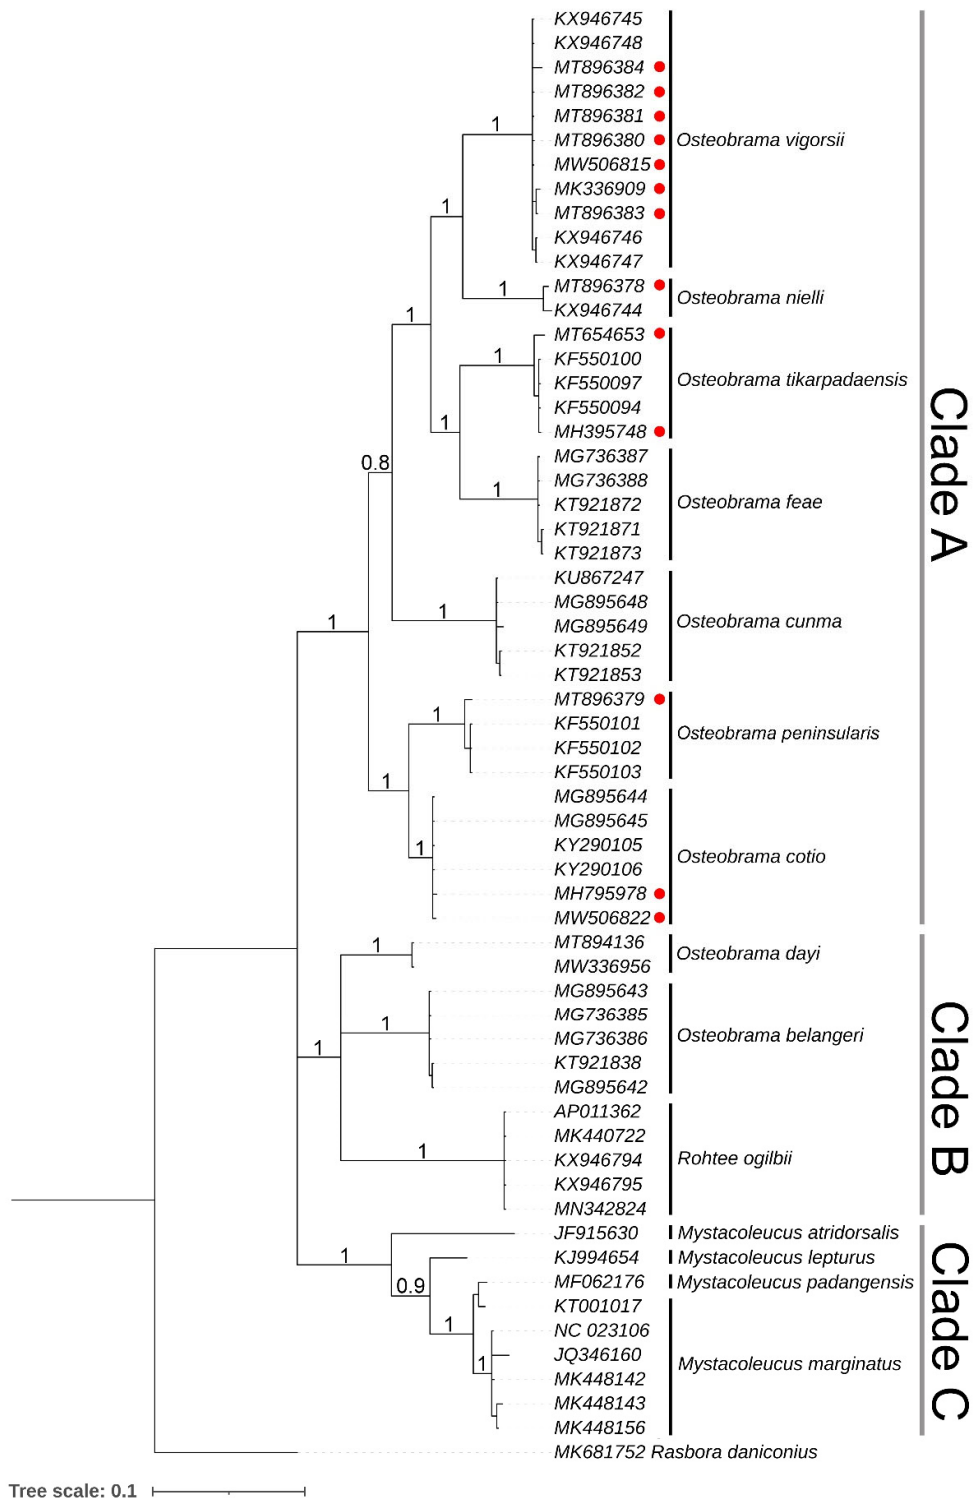 KX946745
KX946748
MT896384
MT896382
MT896381
1
MT896380
Osteobrama vigorsii
MW506815
MK336909
1
MT896383
KX946746
KX946747
1
MT896378
Osteobrama nielli
KX946744
1
MT654653
1
KF550100
KF550097
Osteobrama tikarpadaensis
KF550094
1
MH395748
Clade A
0.8
MG736387
MG736388
1
KT921872
Osteobrama feae
KT921871
KT921873
KU867247
MG895648
1
MG895649
Osteobrama cunma
1
KT921852
KT921853
MT896379
1
KF550101
Osteobrama peninsularis
KF550102
KF550103
1
MG895644
MG895645
KY290105
1
Osteobrama cotio
KY290106
MH795978
MW506822
1
MT894136
Osteobrama dayi
MW336956
MG895643
MG736385
1
MG736386
Osteobrama belangeri
1
KT921838
MG895642
Clade B
AP011362
MK440722
1
KX946794
Rohtee ogilbii
KX946795
MN342824
JF915630
Mystacoleucus atridorsalis
1
KJ994654
Mystacoleucus lepturus
0.9
MF062176
Mystacoleucus padangensis
KT001017
1
NC 023106
Clade C
JQ346160
1
Mystacoleucus marginatus
MK448142
MK448143
MK448156
MK681752 Rasbora daniconius
Tree scale: 0.1